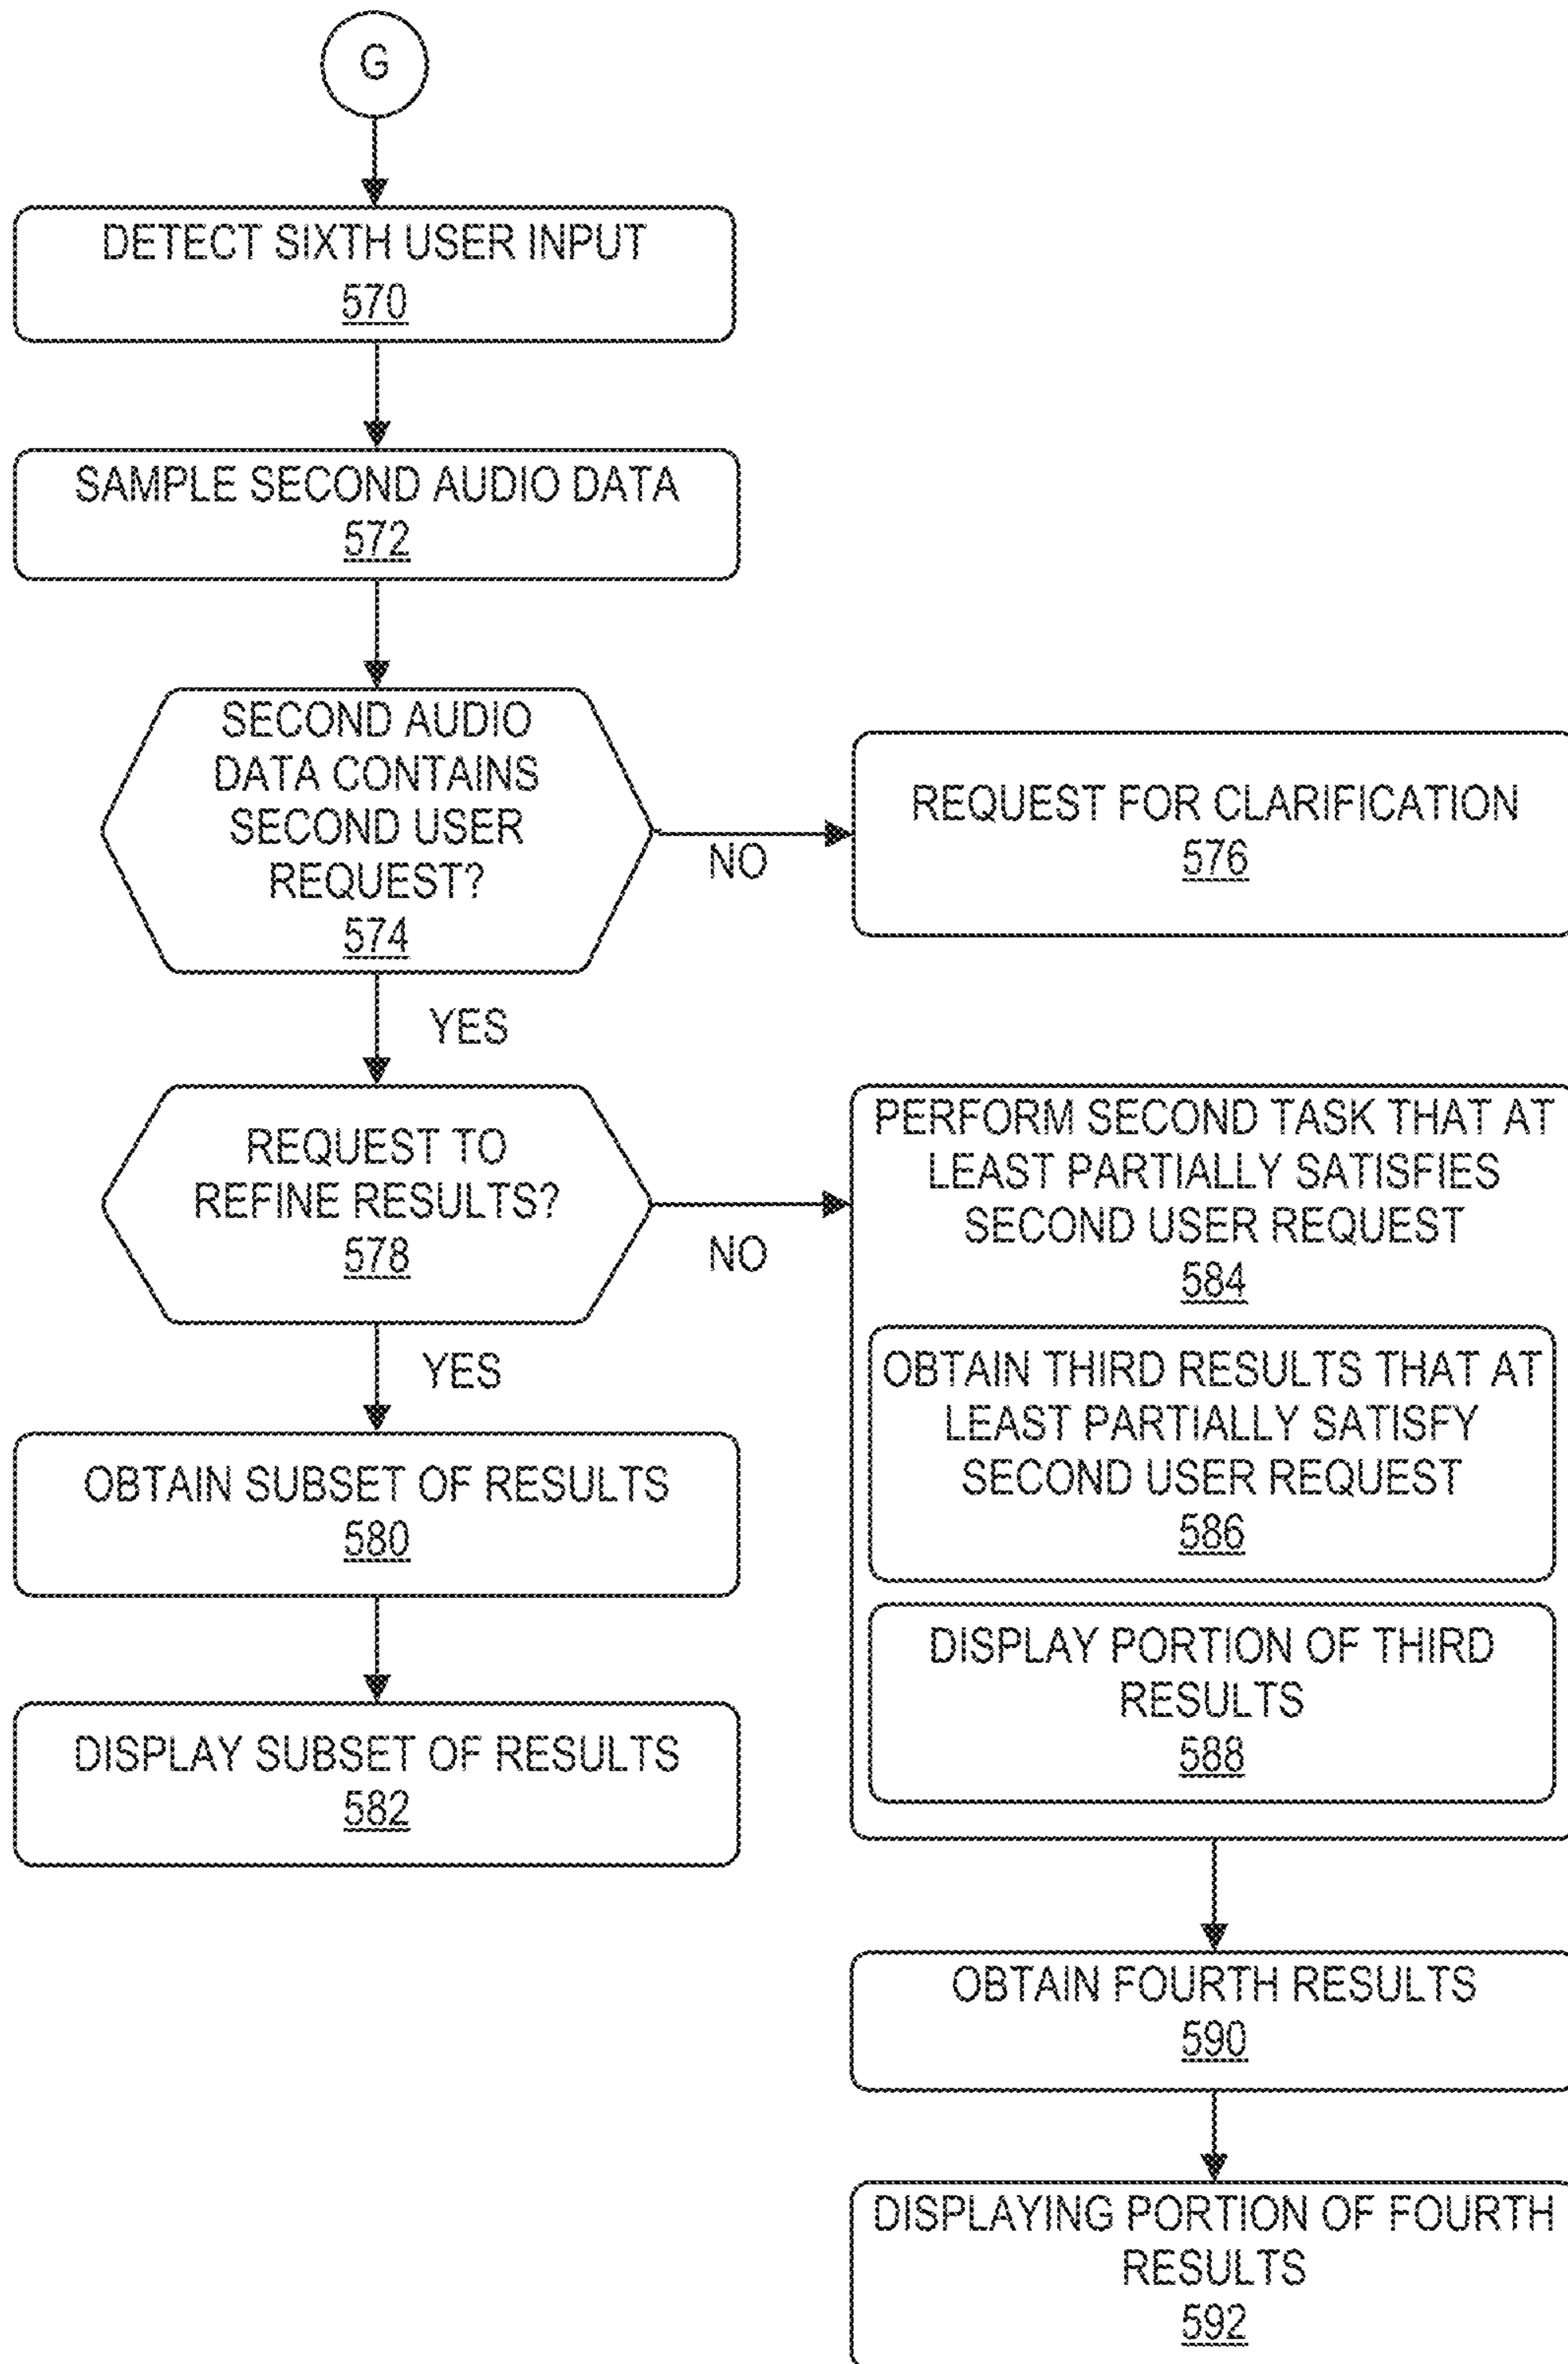 G
DETECT SIXTH USER INPUT
570
SAMPLE SECOND AUDIO DATA
572
SECOND AUDIO
DATA CONTAINS
SECOND USER
REQUEST?
574
NO
REQUEST FOR CLARIFICATION
576
YES
REQUEST TO
REFINE RESULTS?
578
NO
YES
OBTAIN SUBSET OF RESULTS
580
DISPLAY SUBSET OF RESULTS
582
PERFORM SECOND TASK THAT AT
LEAST PARTIALLY SATISFIES
SECOND USER REQUEST
584
OBTAIN THIRD RESULTS THAT AT
LEAST PARTIALLY SATISFY
SECOND USER REQUEST
586
DISPLAY PORTION OF THIRD
RESULTS
588
OBTAIN FOURTH RESULTS
590
DISPLAYING PORTION OF FOURTH
RESULTS
592